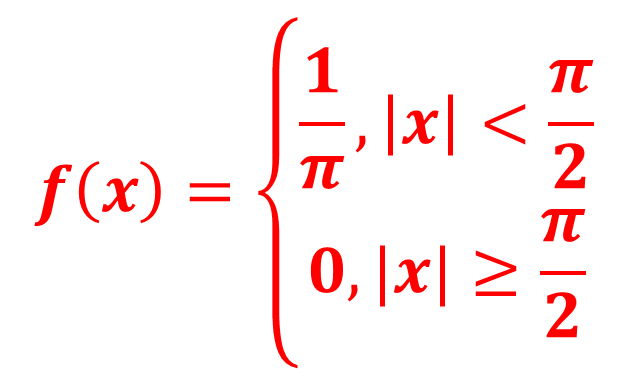 f(x) = { 1/π, |x| < π/2
0, |x| ≥ π/2